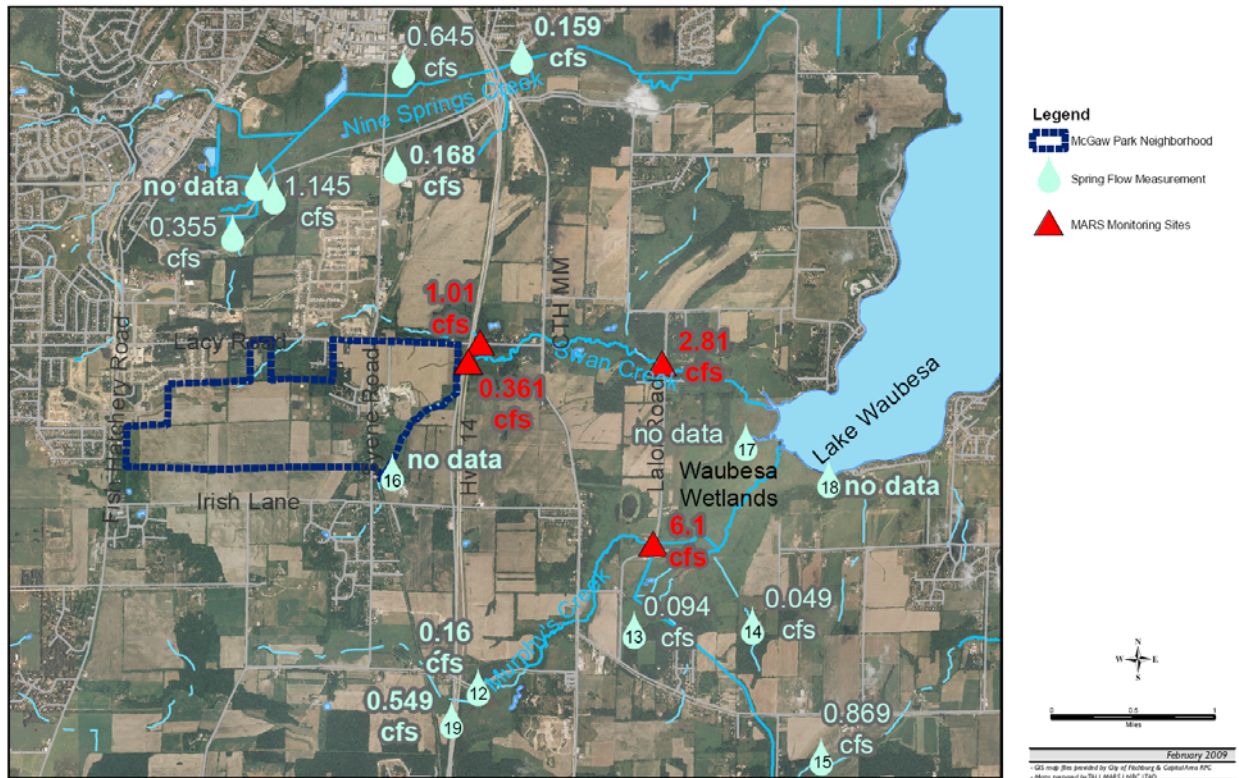 0.645
cfs
0.159
cfs
Nine Springs Creek
0.168
cfs
no data
1.145
cfs
0.355
cfs
1.01
cfs
CTH MM
Lacy Road
Swan Creek
2.81
cfs
0.361
cfs
Fish Hatchery Road
Hwy 14
Lalor Road
Lake Waubesa
no data
17
no data
16
Waubesa
Wetlands
18
no data
Irish Lane
6.1
cfs
Murphy's Creek
0.094
cfs
13
0.049
cfs
14
0.16
cfs
12
0.549
cfs
19
0.869
cfs
15
Legend
McGaw Park Neighborhood
Spring Flow Measurement
MARS Monitoring Sites
N
W
E
S
0
0.5
1
Miles
February 2009
- GIS map files provided by City of Fitchburg & Capital Area RPC